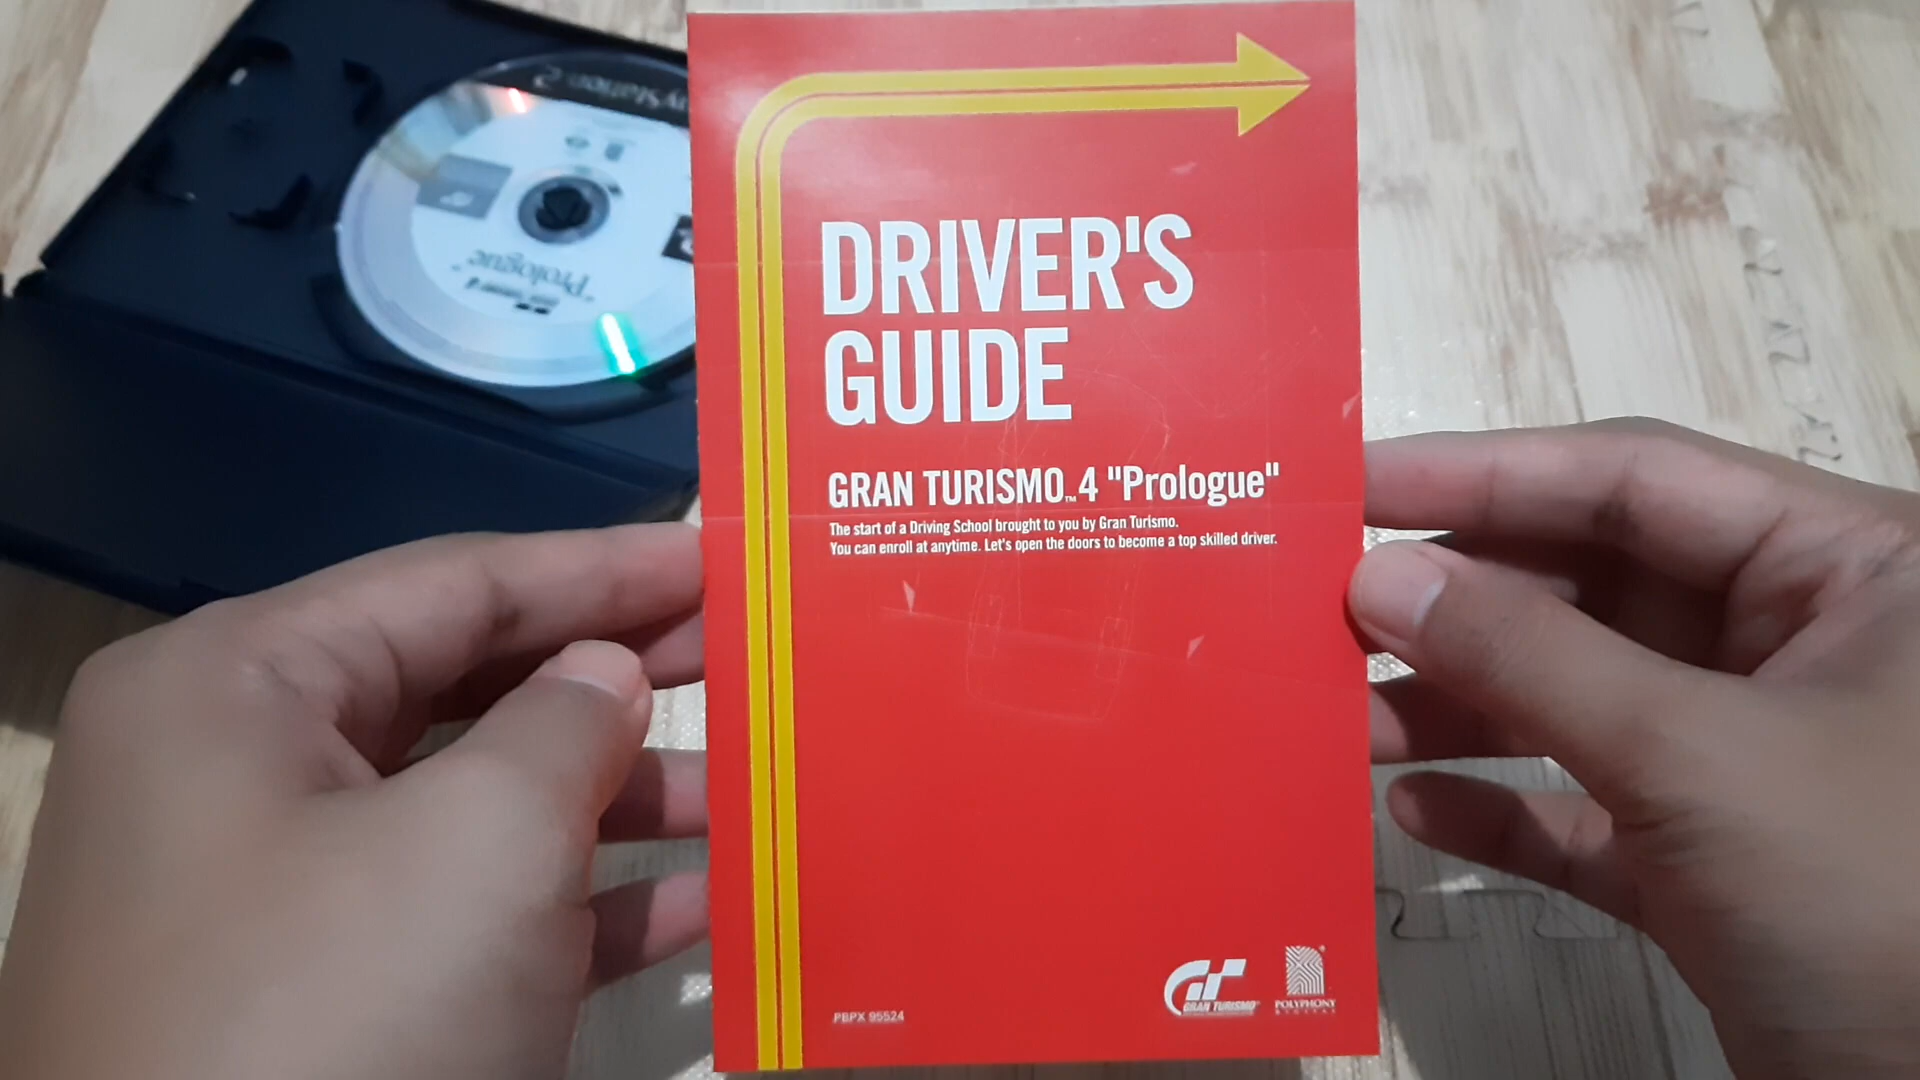 DRIVER'S
GUIDE
GRAN TURISMO™ 4 "Prologue"
The start of a Driving School brought to you by Gran Turismo.
You can enroll at anytime. Let's open the doors to become a top skilled driver.
PBPX 95524
GT
GRAN TURISMO
POLYPHONY
DIGITAL
"Prologue"